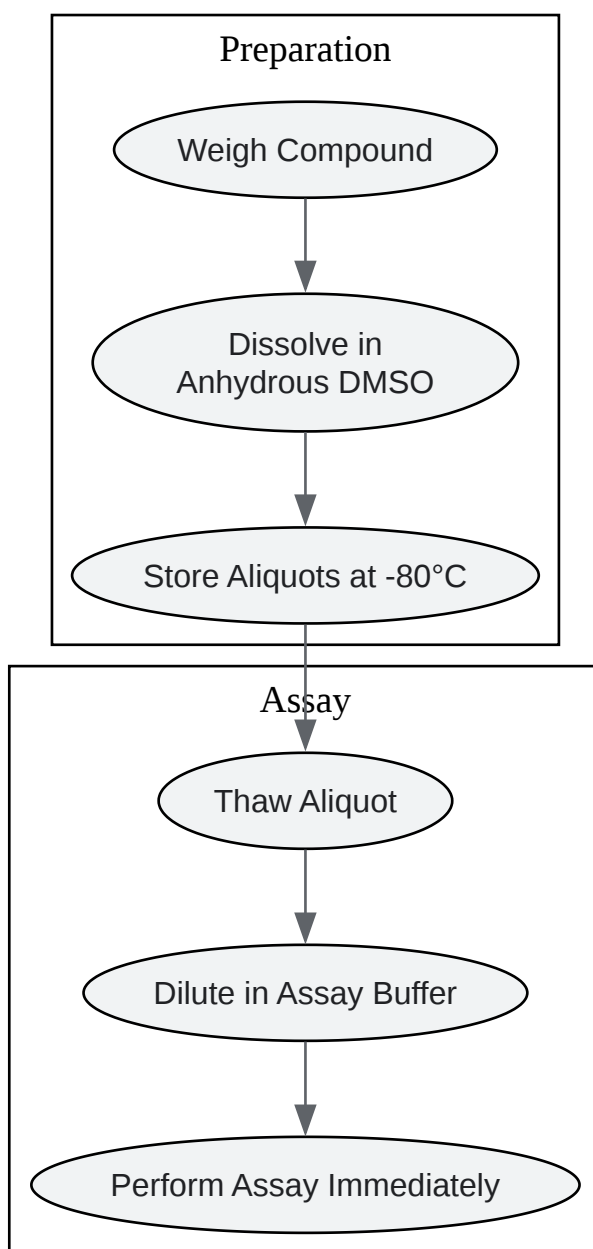 Preparation
Weigh Compound
Dissolve in
Anhydrous DMSO
Store Aliquots at -80°C
Assay
Thaw Aliquot
Dilute in Assay Buffer
Perform Assay Immediately